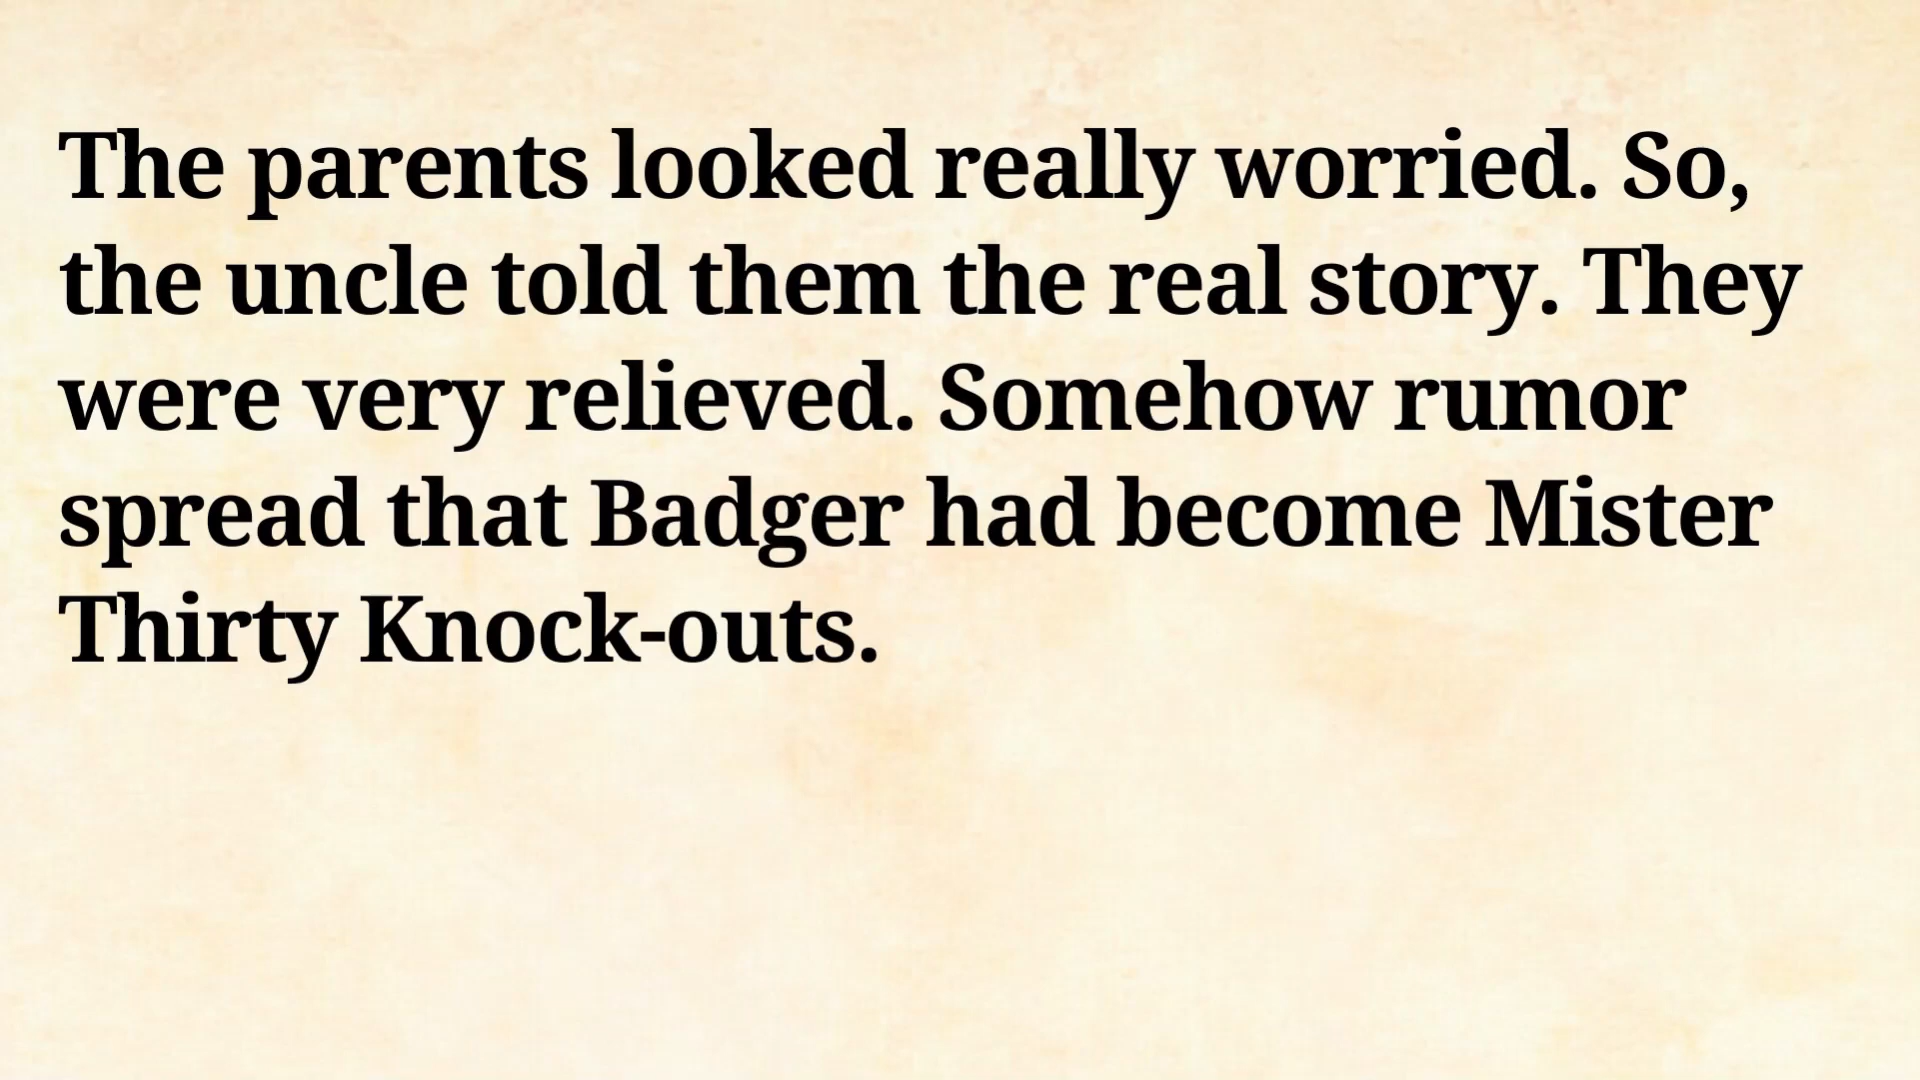 The parents looked really worried. So,
the uncle told them the real story. They
were very relieved. Somehow rumor
spread that Badger had become Mister
Thirty Knock-outs.